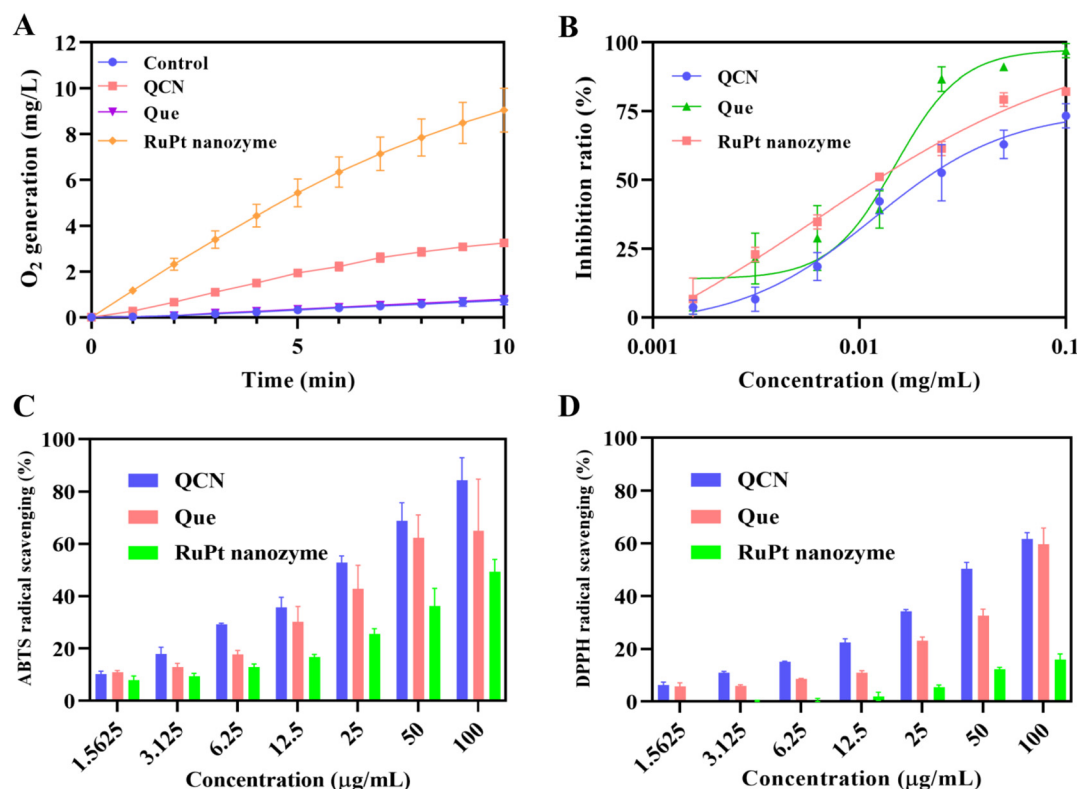 A
O₂ generation (mg/L)
12
10
8
6
4
2
0
Control
QCN
Que
RuPt nanozyme
0
5
10
Time (min)
B
Inhibition ratio (%)
100
75
50
25
0
QCN
Que
RuPt nanozyme
0.001
0.01
0.1
Concentration (mg/mL)
C
ABTS radical scavenging (%)
100
80
60
40
20
0
QCN
Que
RuPt nanozyme
1.5625
3.125
6.25
12.5
25
50
100
Concentration (μg/mL)
D
DPPH radical scavenging (%)
100
80
60
40
20
0
QCN
Que
RuPt nanozyme
1.5625
3.125
6.25
12.5
25
50
100
Concentration (μg/mL)